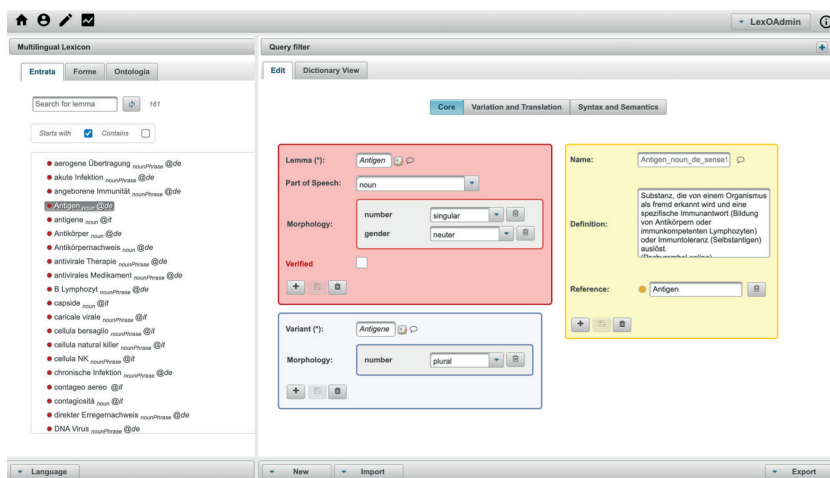 LexOAdmin
Multilingual Lexicon
Query filter
Entrata Forme Ontologia
Search for lemma 161
Starts with Contains
aerogene Übertragung nounPhrase @de
akute Infektion nounPhrase @de
angeborene Immunität nounPhrase @de
Antigen noun @de
antigene noun @it
Antikörper noun @de
Antikörpernachweis noun @de
antivirale Therapie nounPhrase @de
antivirales Medikament nounPhrase @de
B Lymphozyt nounPhrase @de
capside noun @it
caricale virale nounPhrase @it
cellula bersaglio nounPhrase @it
cellula natural killer nounPhrase @it
cellula NK nounPhrase @it
chronische Infektion nounPhrase @de
contageo aereo @it
contagiosità noun @it
direkter Erregernachweis nounPhrase @de
DNA Virus nounPhrase @de
Edit Dictionary View
Core Variation and Translation Syntax and Semantics
Lemma (*): Antigen
Part of Speech: noun
Morphology: number singular
gender neuter
Verified
Variant (*): Antigene
Morphology: number plural
Name: Antigen_noun_de_sense1
Definition: Substanz, die von einem Organismus
als fremd erkannt wird und eine
spezifische Immunantwort (Bildung
von Antikörpern oder
immunkompetenten Lymphozyten)
oder Immuntoleranz (Selbstantigen)
auslöst.
Reference: Antigen
Language New Import Export